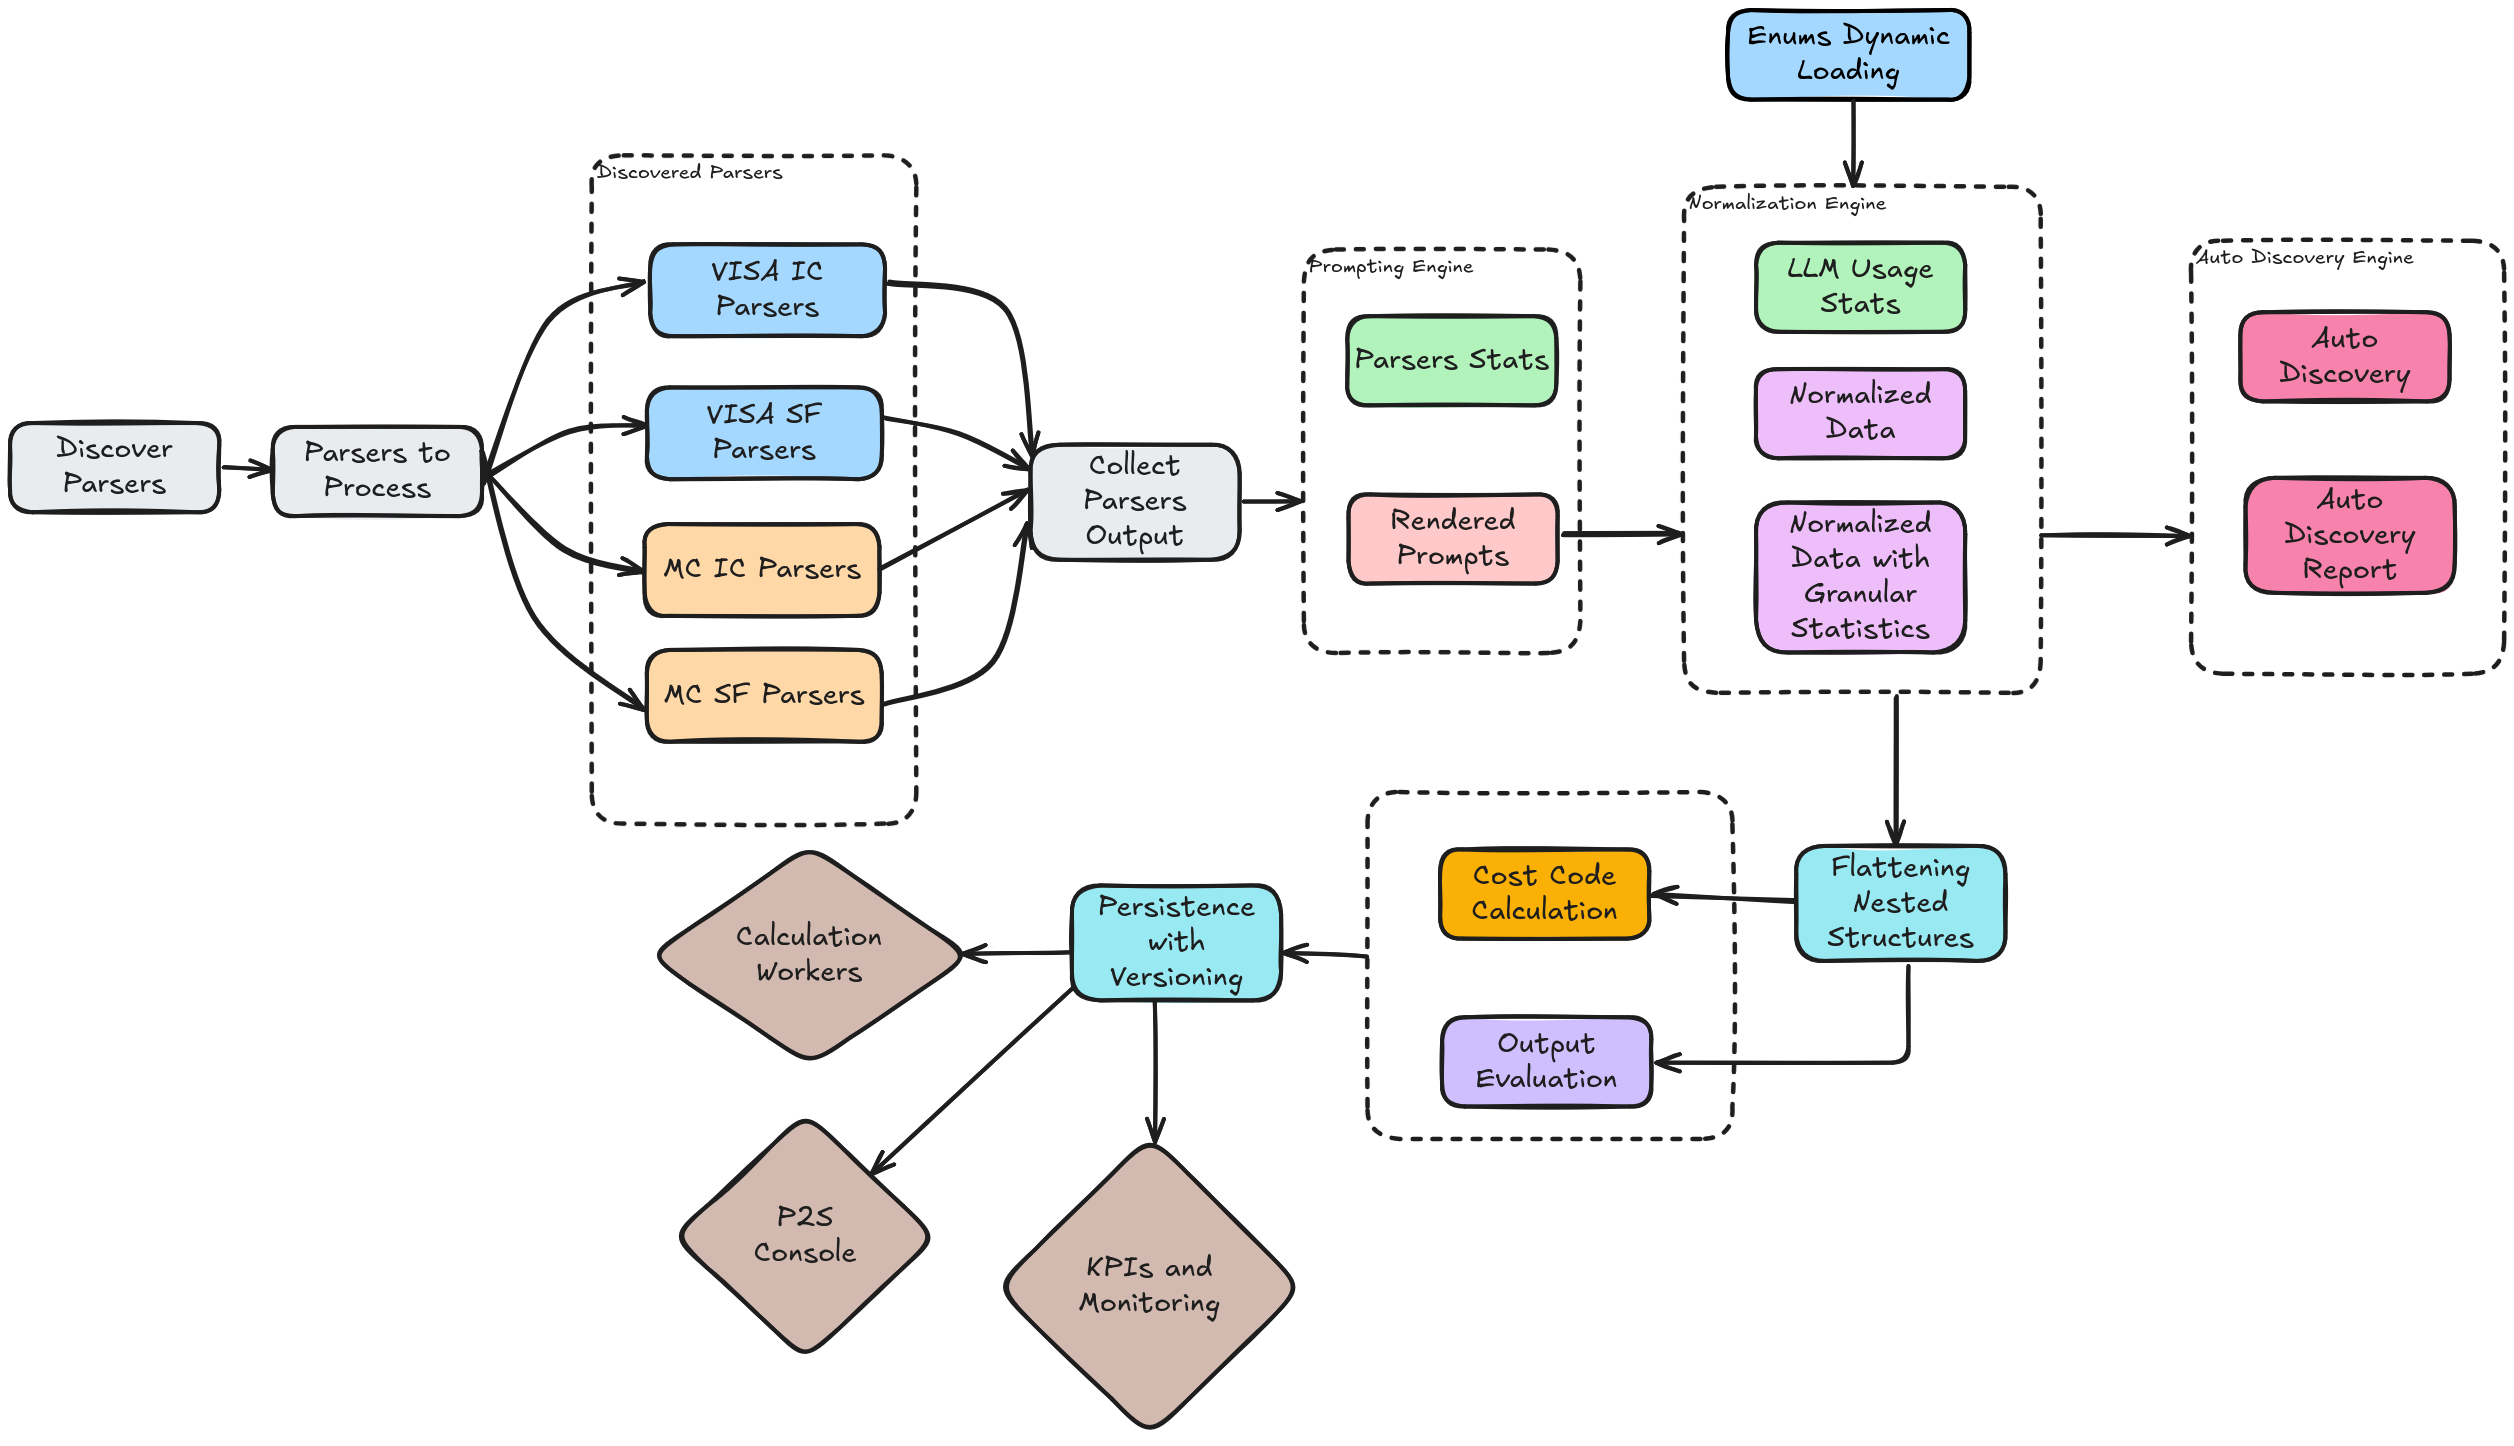 Enums Dynamic
Loading
Discovered Parsers
Normalization Engine
Auto Discovery Engine
Prompting Engine
Discover
Parsers
Parsers to
Process
VISA IC
Parsers
VISA SF
Parsers
MC IC Parsers
MC SF Parsers
Collect
Parsers
Output
Parsers Stats
Rendered
Prompts
LLM Usage
Stats
Normalized
Data
Normalized
Data with
Granular
Statistics
Auto
Discovery
Auto
Discovery
Report
Flattening
Nested
Structures
Cost Code
Calculation
Output
Evaluation
Persistence
with
Versioning
Calculation
Workers
P2S
Console
KPIs and
Monitoring